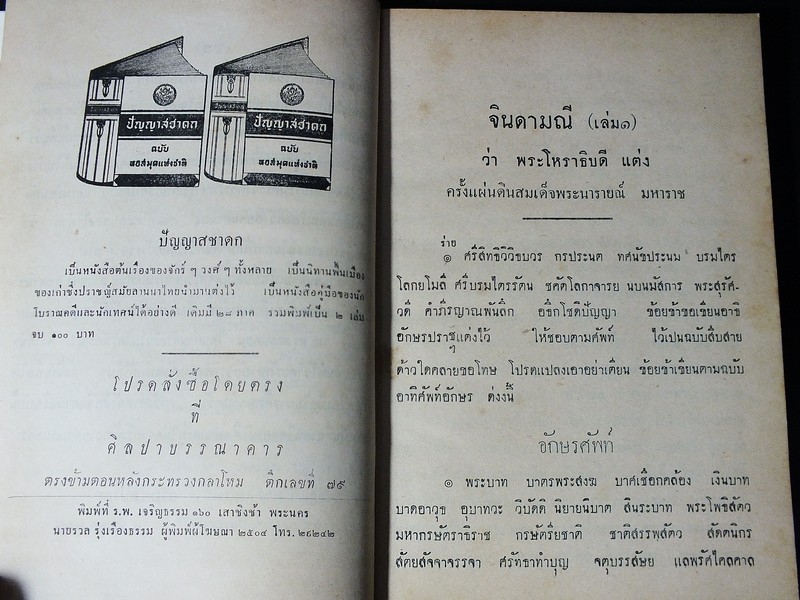 ปัญญาสชาดก
ฉบับ
หอสมุดแห่งชาติ
ปัญญาสชาดก
ฉบับ
หอสมุดแห่งชาติ
ปัญญาสชาดก
เป็นหนังสือต้นเรื่องของจักร์ ๆ วงศ์ ๆ ทั้งหลาย เป็นนิทานพื้นเมือง
ของเก่าซึ่งปราชญ์สมัยลานนาไทยนำมาแต่งไว้ เป็นหนังสือคู่มือของนัก
โบราณคดีและนักเทศน์ได้อย่างดี เดิมมี ๒๘ ภาค รวมพิมพ์เป็น ๒ เล่ม
จบ ๑๐๐ บาท
โปรดสั่งซื้อโดยตรง
ที่
ศิลปาบรรณาคาร
ตรงข้ามตอนหลังกระทรวงกลาโหม ตึกเลขที่ ๗๙
พิมพ์ที่ ร.พ. เจริญธรรม ๑๖๐ เสาชิงช้า พระนคร
นายรวล รุ่งเรืองธรรม ผู้พิมพ์ผู้โฆษณา ๒๕๐๔ โทร. ๒๙๒๔๒
จินดามณี (เล่ม๑)
ว่า พระโหราธิบดี แต่ง
ครั้งแผ่นดินสมเด็จพระนารายณ์ มหาราช
ร่าย
๑ ศรีสิทธิวิวิธบวร กรประนต ทศนัขประนม บรมไตร
โลกยโมลี ศรีบรมไตรรัตน ชคัตโลกาจารย นบนมัสการ พระสุรัศ
วดี คำภีรญาณพันลึก อธึกโชติปัญญา ข้อยข้าขอเขียนอาธิ
อักษรปราชแต่งไว้ ให้ชอบตามศัพท์ ไว้เปนฉบับสืบสาย
ๆ
ด้าวใดคลายขอโทษ โปรดแปลงเอาอย่าเตียน ข้อยข้าเขียนตามฉบับ
อาทิศัพท์อักษร ดั่งงนี้
อักษรศัพท์
๑ พระบาท บาตรพระสงฆ บาศเชือกคล้อง เงินบาท
บาดอาวุธ อุบาทวะ วิบัดดิ นิยายนิบาต สินระบาท พระโพธิสัตว
มหากรษัตราธิราช กรษัตรียชาติ ชาติสรรพสัตว สัตตนิกร
สัตยสัจจาจรรจา ศรัทธาทำบุญ จตุบรรสัษย แลพรัศไคลคาด